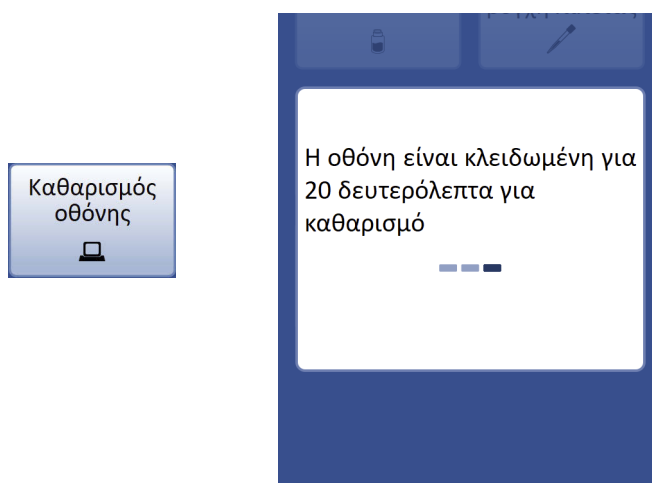 Καθαρισμός
οθόνης
Η οθόνη είναι κλειδωμένη για
20 δευτερόλεπτα για
καθαρισμό